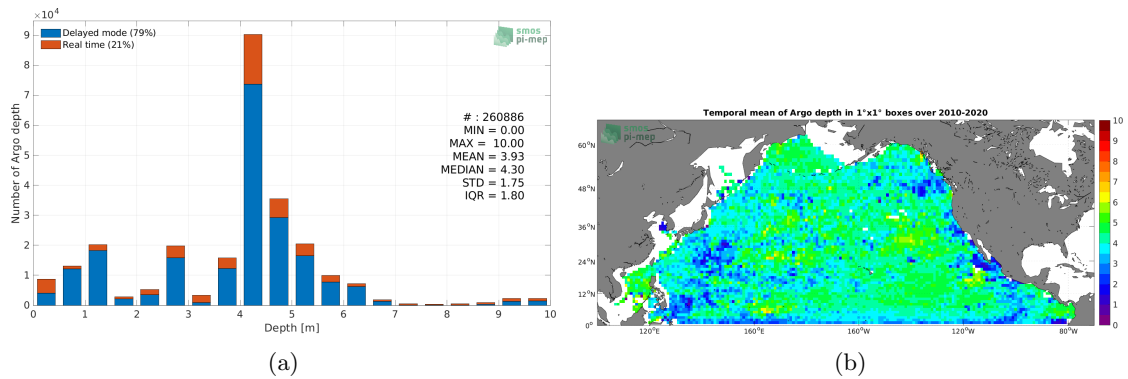 ×10⁴
Delayed mode (79%)
Real time (21%)
smos
pi-mep
9
8
7
6
5
4
3
2
1
0
Number of Argo depth
# : 260886
MIN = 0.00
MAX = 10.00
MEAN = 3.93
MEDIAN = 4.30
STD = 1.75
IQR = 1.80
0 1 2 3 4 5 6 7 8 9 10
Depth [m]
(a)
Temporal mean of Argo depth in 1°x1° boxes over 2010-2020
smos
pi-mep
60°N
48°N
36°N
24°N
12°N
0°
120°E 160°E 160°W 120°W 80°W
10
9
8
7
6
5
4
3
2
1
0
(b)